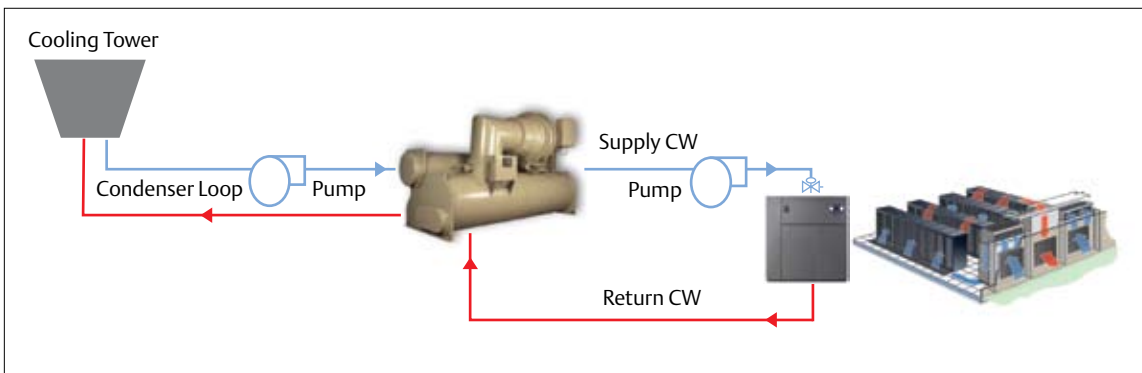 Cooling Tower
Condenser Loop
Pump
Supply CW
Pump
Return CW